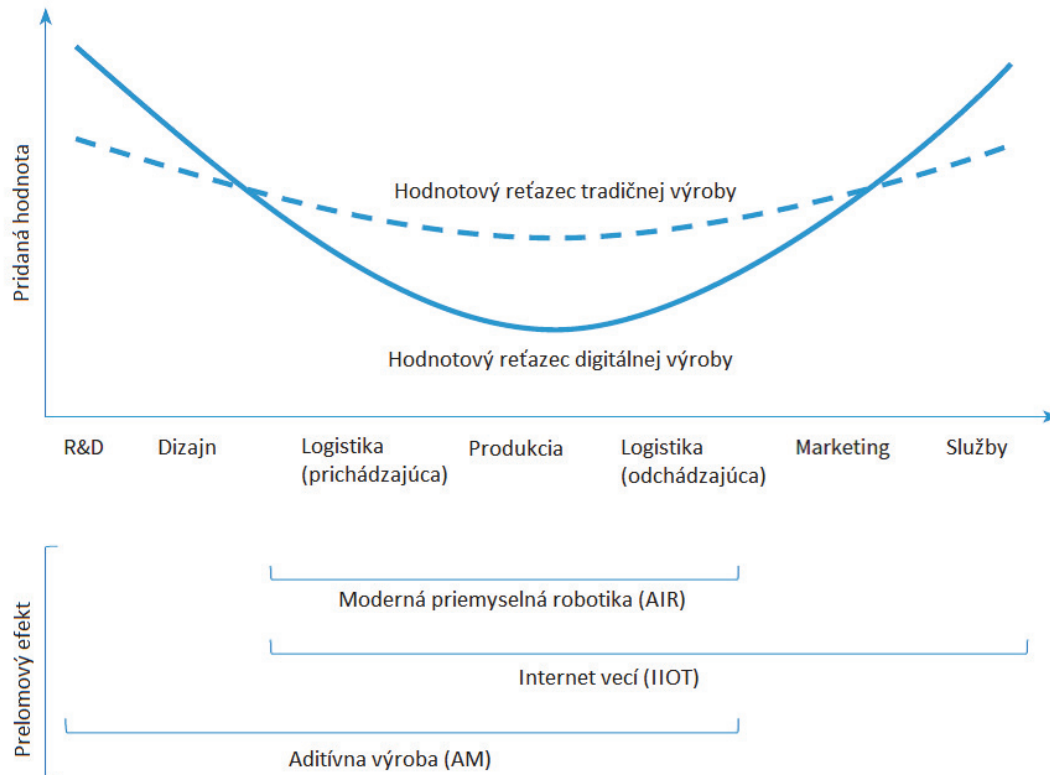 Pridaná hodnota
Hodnotový reťazec tradičnej výroby
Hodnotový reťazec digitálnej výroby
R&D
Dizajn
Logistika
(prichádzajúca)
Produkcia
Logistika
(odchádzajúca)
Marketing
Služby
Prelomový efekt
Moderná priemyselná robotika (AIR)
Internet vecí (IIOT)
Aditívna výroba (AM)